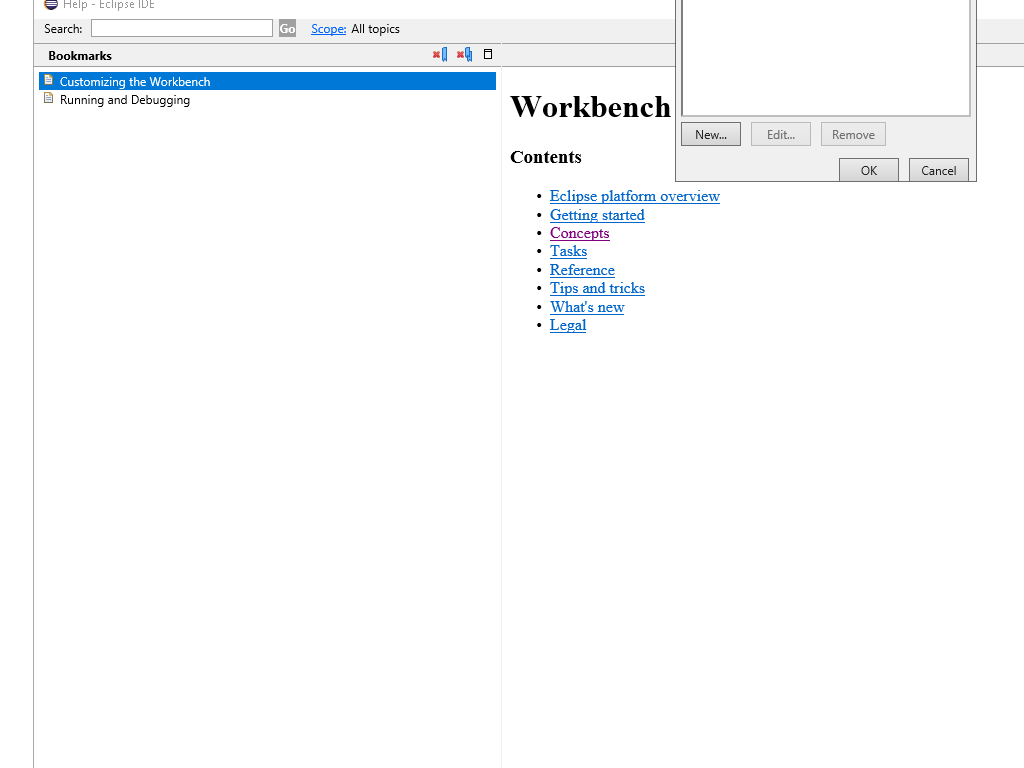 Help - Eclipse IDE
Search: Go Scope: All topics
Bookmarks
Customizing the Workbench
Running and Debugging
Workbench
Contents
Eclipse platform overview
Getting started
Concepts
Tasks
Reference
Tips and tricks
What's new
Legal
New... Edit... Remove
OK Cancel